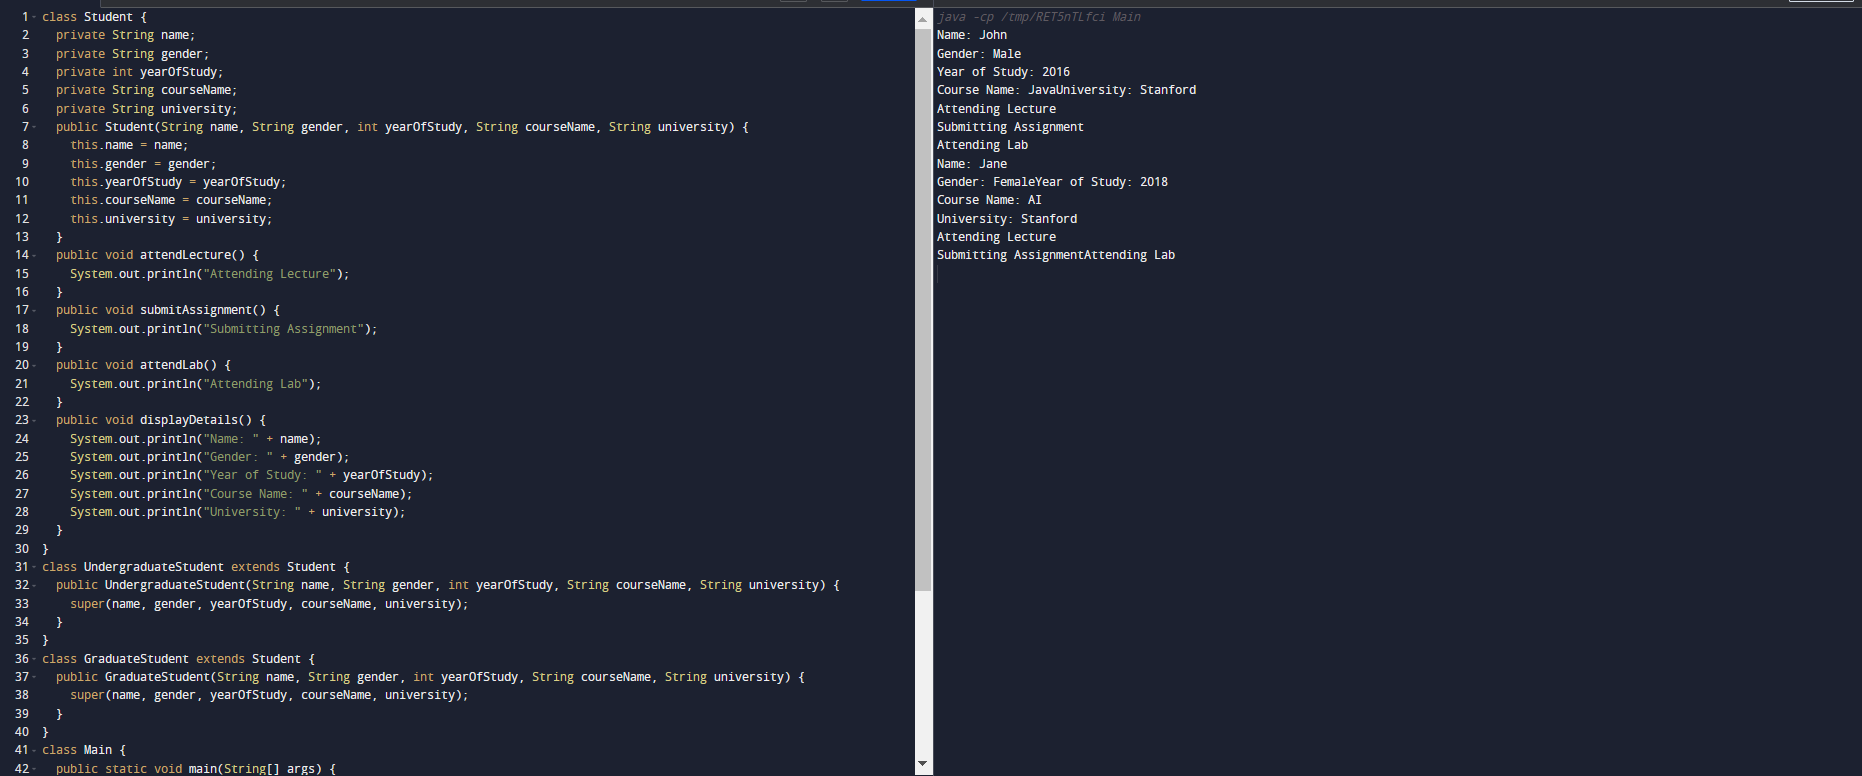 1 class Student {
2 private String name;
3 private String gender;
4 private int yearOfStudy;
5 private String courseName;
6 private String university;
7 public Student(String name, String gender, int yearOfStudy, String courseName, String university) {
8 this.name = name;
9 this.gender = gender;
10 this.yearOfStudy = yearOfStudy;
11 this.courseName = courseName;
12 this.university = university;
13 }
14 public void attendLecture() {
15 System.out.println("Attending Lecture");
16 }
17 public void submitAssignment() {
18 System.out.println("Submitting Assignment");
19 }
20 public void attendLab() {
21 System.out.println("Attending Lab");
22 }
23 public void displayDetails() {
24 System.out.println("Name: " + name);
25 System.out.println("Gender: " + gender);
26 System.out.println("Year of Study: " + yearOfStudy);
27 System.out.println("Course Name: " + courseName);
28 System.out.println("University: " + university);
29 }
30 }
31 class UndergraduateStudent extends Student {
32 public UndergraduateStudent(String name, String gender, int yearOfStudy, String courseName, String university) {
33 super(name, gender, yearOfStudy, courseName, university);
34 }
35 }
36 class GraduateStudent extends Student {
37 public GraduateStudent(String name, String gender, int yearOfStudy, String courseName, String university) {
38 super(name, gender, yearOfStudy, courseName, university);
39 }
40 }
41 class Main {
42 public static void main(String[] args) {
java -cp /tmp/RET5nTLfci Main
Name: John
Gender: Male
Year of Study: 2016
Course Name: JavaUniversity: Stanford
Attending Lecture
Submitting Assignment
Attending Lab
Name: Jane
Gender: FemaleYear of Study: 2018
Course Name: AI
University: Stanford
Attending Lecture
Submitting AssignmentAttending Lab